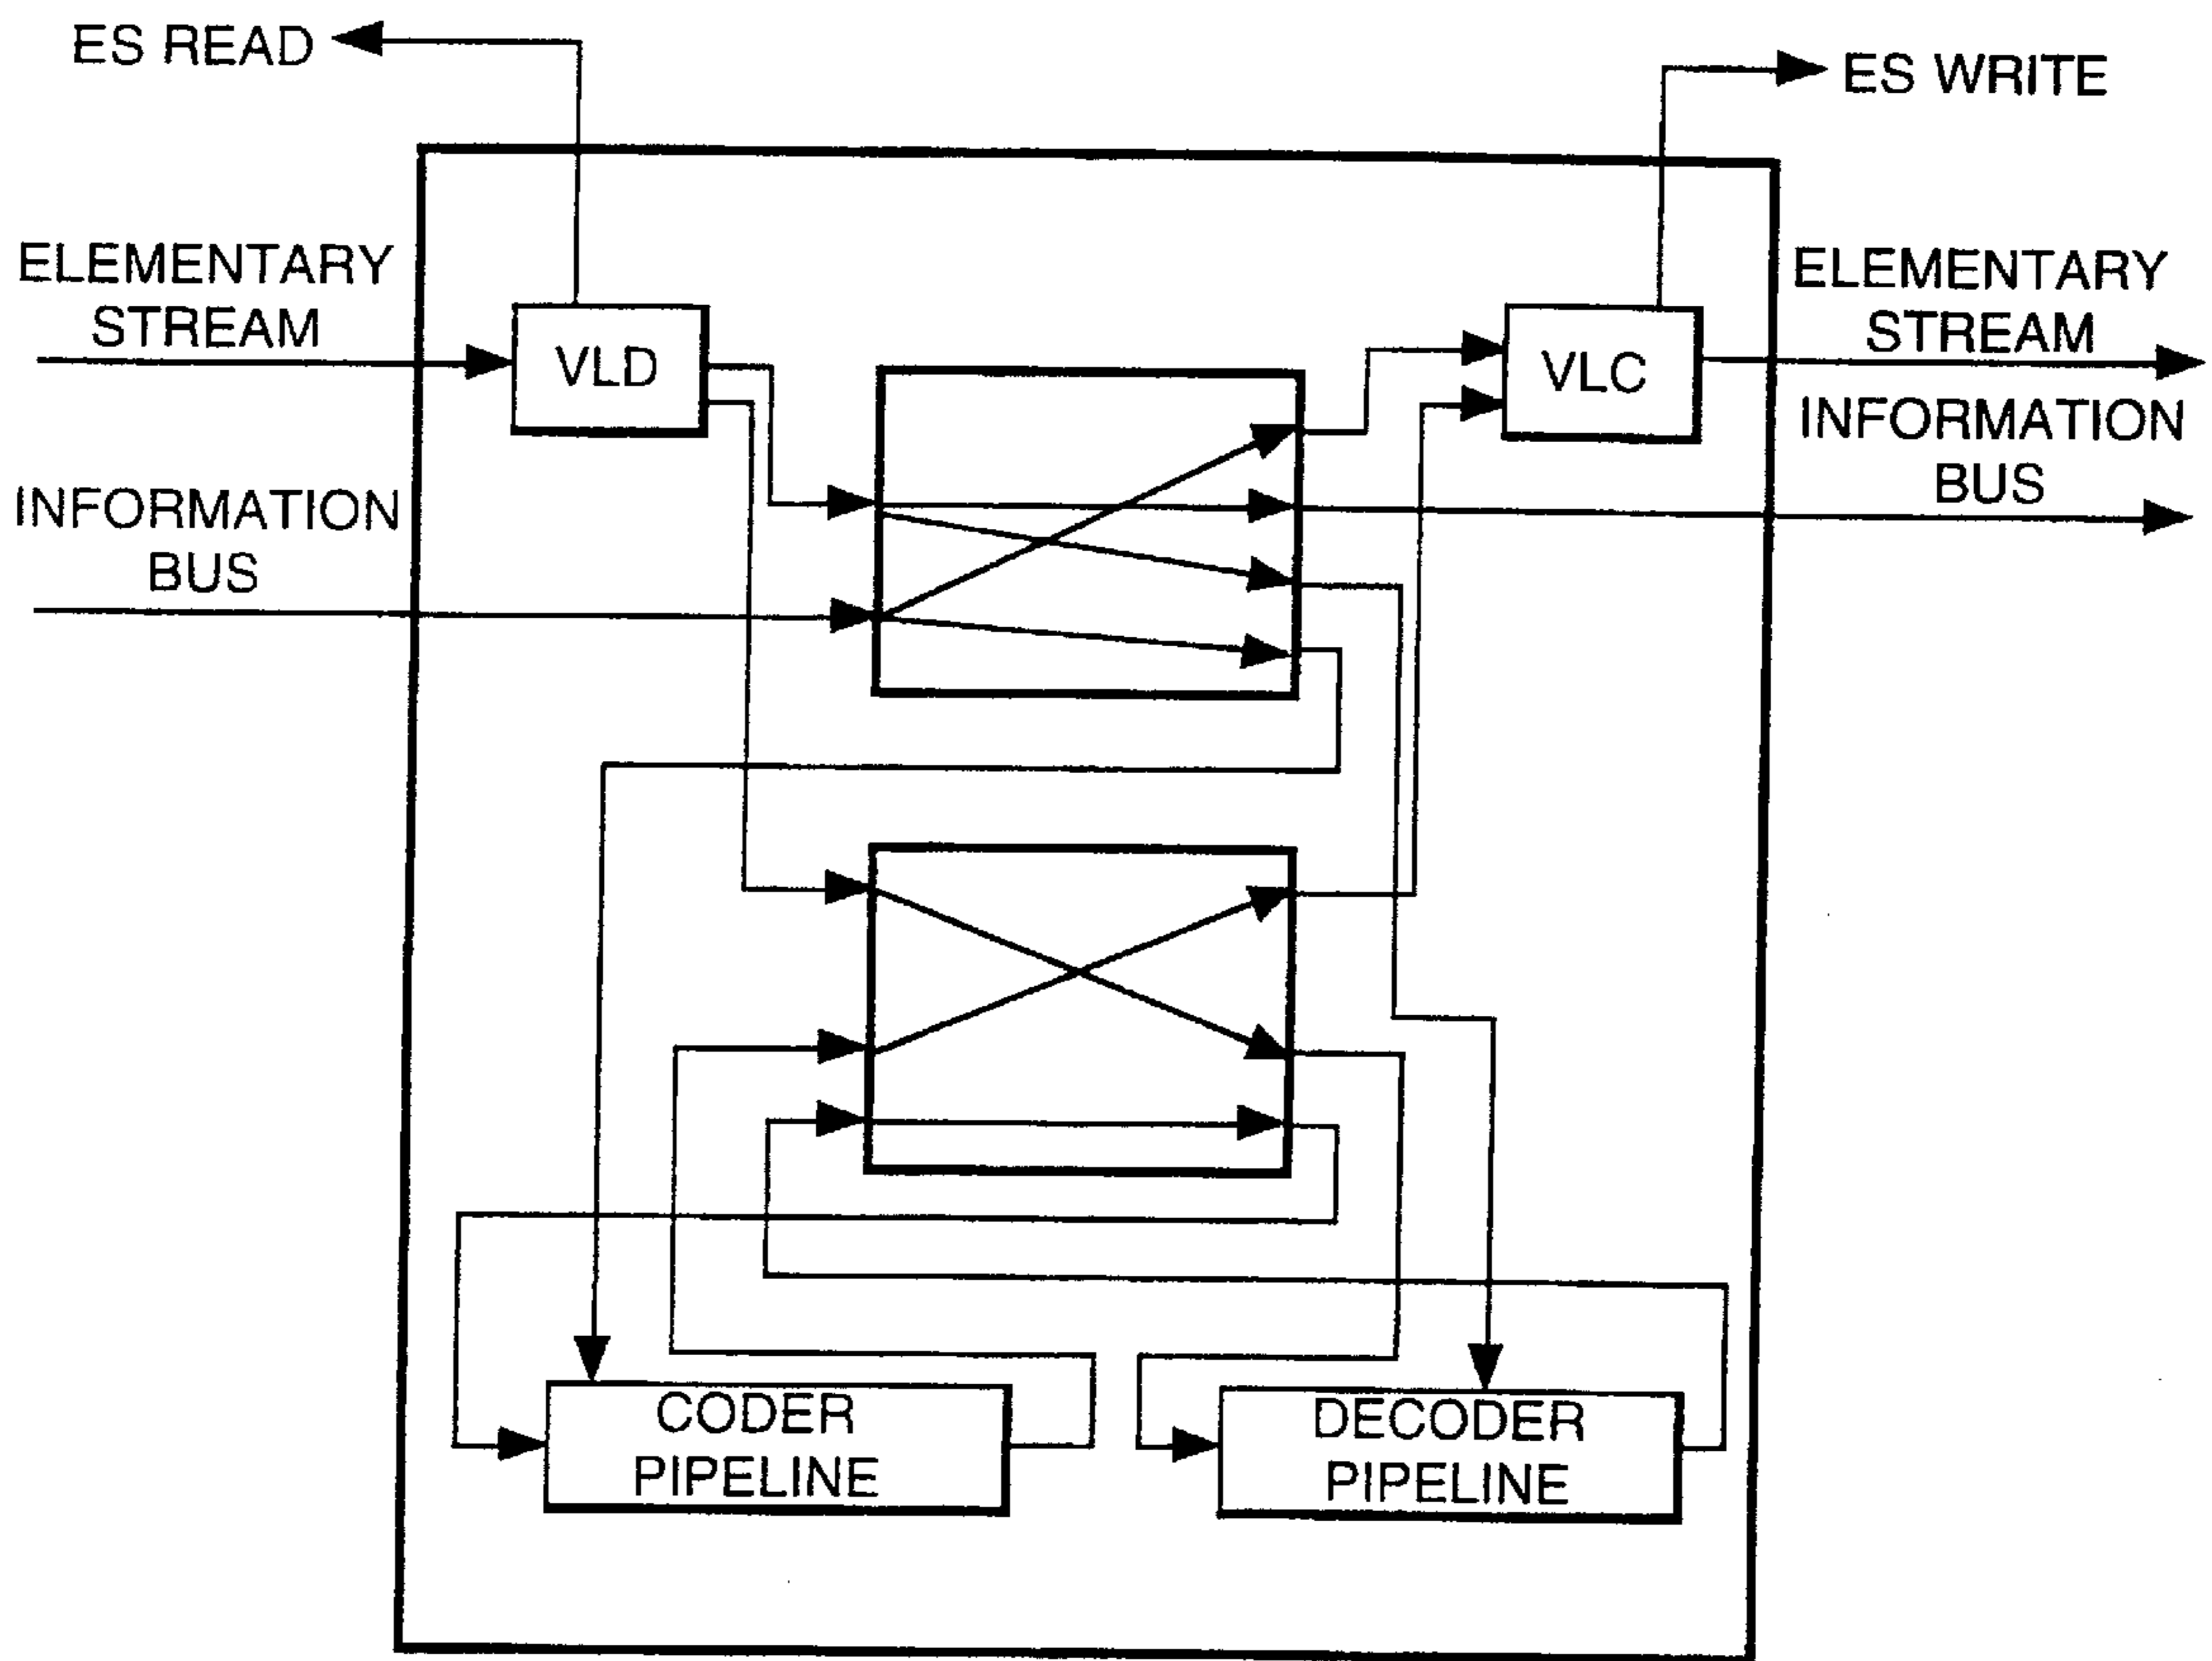 ES READ
ES WRITE
ELEMENTARY
STREAM
VLD
VLC
ELEMENTARY
STREAM
INFORMATION
BUS
INFORMATION
BUS
CODER
PIPELINE
DECODER
PIPELINE